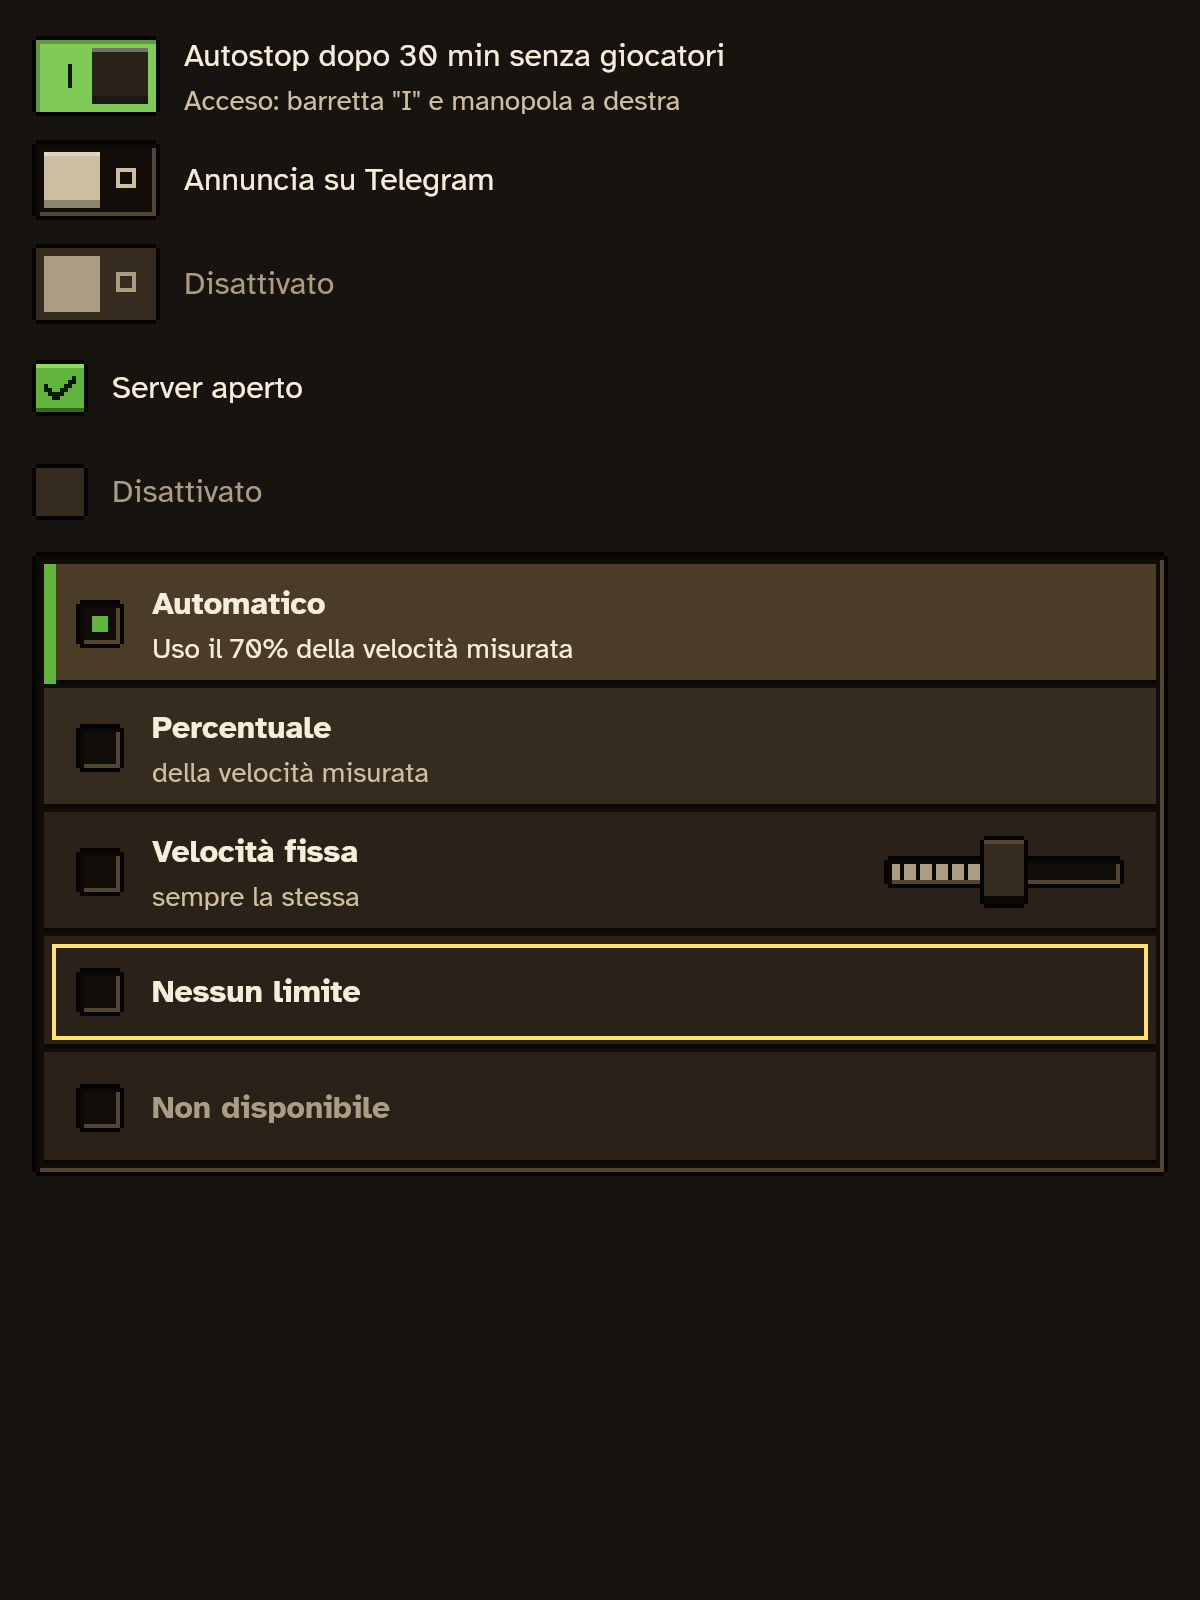 Autostop dopo 30 min senza giocatori
Acceso: barretta "I" e manopola a destra
Annuncia su Telegram
Disattivato
Server aperto
Disattivato
Automatico
Uso il 70% della velocità misurata
Percentuale
della velocità misurata
Velocità fissa
sempre la stessa
Nessun limite
Non disponibile